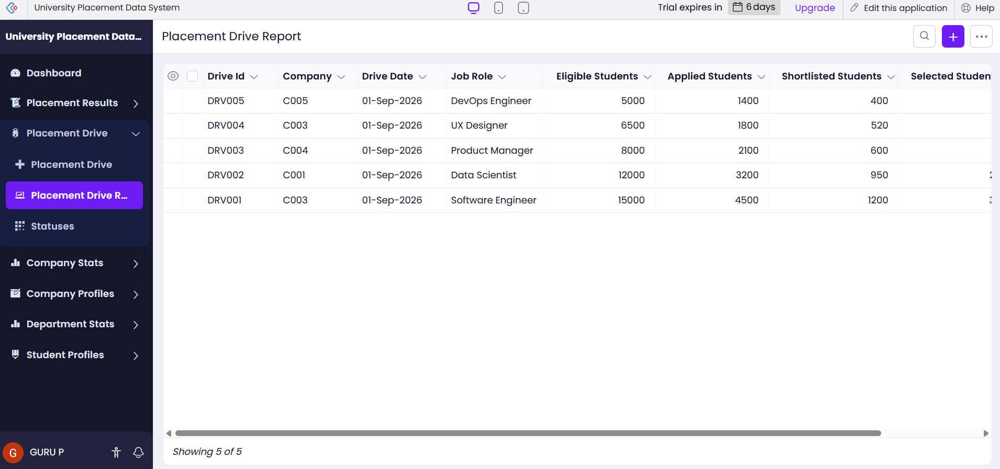 University Placement Data System
Trial expires in 6 days Upgrade Edit this application Help
University Placement Data...
Placement Drive Report
Dashboard
Placement Results
Placement Drive
Placement Drive
Placement Drive R...
Statuses
Company Stats
Company Profiles
Department Stats
Student Profiles
G GURU P
Drive Id Company Drive Date Job Role Eligible Students Applied Students Shortlisted Students Selected Studen
DRV005 C005 01-Sep-2026 DevOps Engineer 5000 1400 400
DRV004 C003 01-Sep-2026 UX Designer 6500 1800 520
DRV003 C004 01-Sep-2026 Product Manager 8000 2100 600
DRV002 C001 01-Sep-2026 Data Scientist 12000 3200 950
DRV001 C003 01-Sep-2026 Software Engineer 15000 4500 1200
Showing 5 of 5